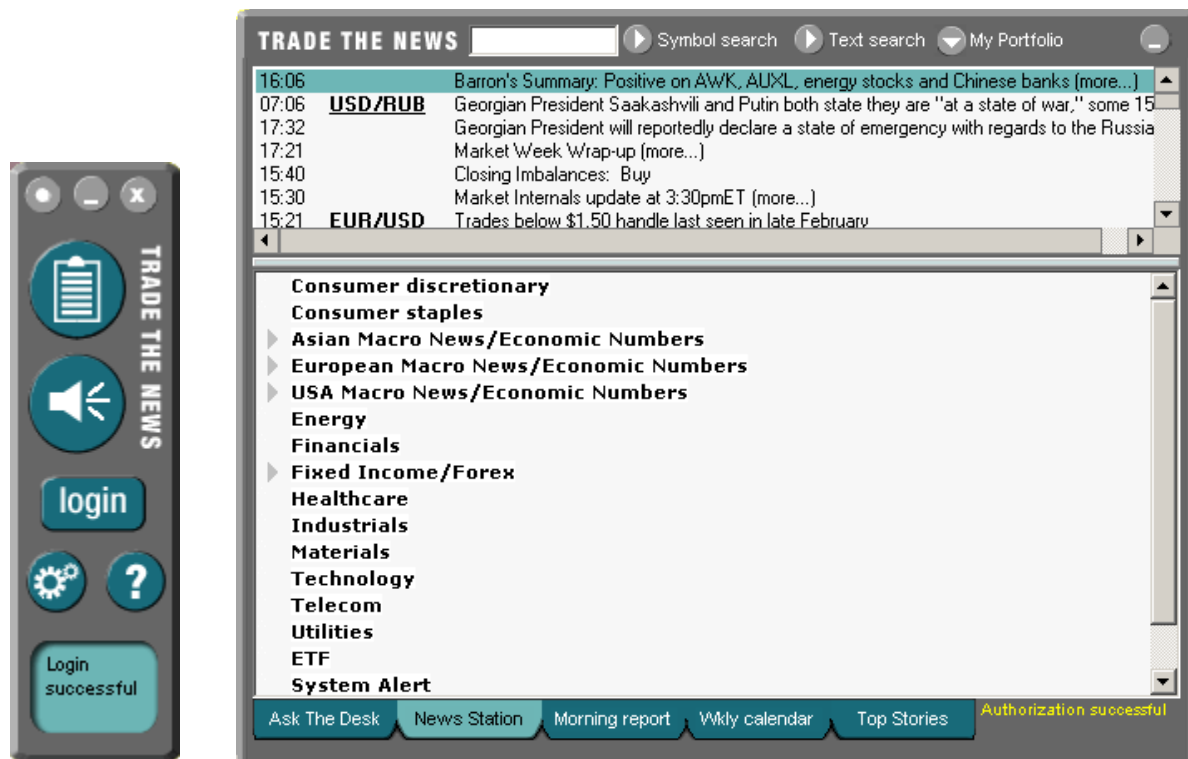 TRADE THE NEWS
login
?
Login
successful
TRADE THE NEWS Symbol search Text search My Portfolio
16:06 Barron's Summary: Positive on AWK, AUXL, energy stocks and Chinese banks (more...)
07:06 USD/RUB Georgian President Saakashvili and Putin both state they are "at a state of war," some 15
17:32 Georgian President will reportedly declare a state of emergency with regards to the Russia
17:21 Market Week Wrap-up (more...)
15:40 Closing Imbalances: Buy
15:30 Market Internals update at 3:30pmET (more...)
15:21 EUR/USD Trades below $1.50 handle last seen in late February
Consumer discretionary
Consumer staples
Asian Macro News/Economic Numbers
European Macro News/Economic Numbers
USA Macro News/Economic Numbers
Energy
Financials
Fixed Income/Forex
Healthcare
Industrials
Materials
Technology
Telecom
Utilities
ETF
System Alert
Ask The Desk News Station Morning report Wkly calendar Top Stories Authorization successful